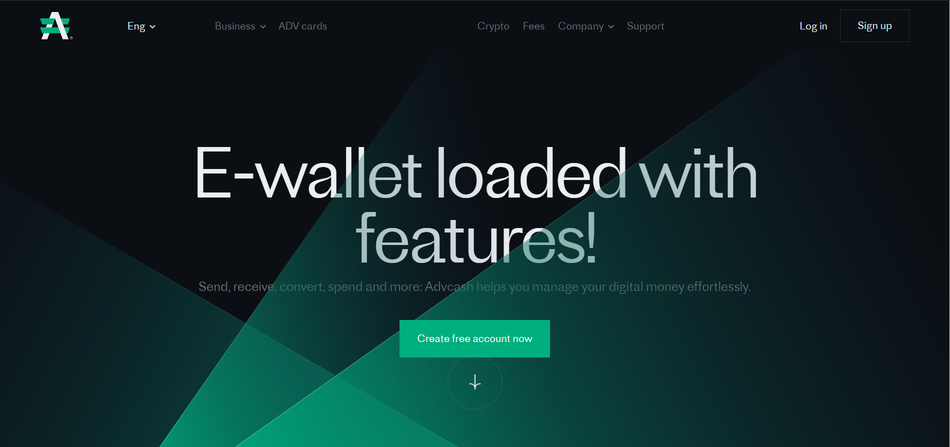 Eng Business ADV cards Crypto Fees Company Support Log in Sign up
E-wallet loaded with
features!
Send, receive, convert, spend and more: Advcash helps you manage your digital money effortlessly.
Create free account now